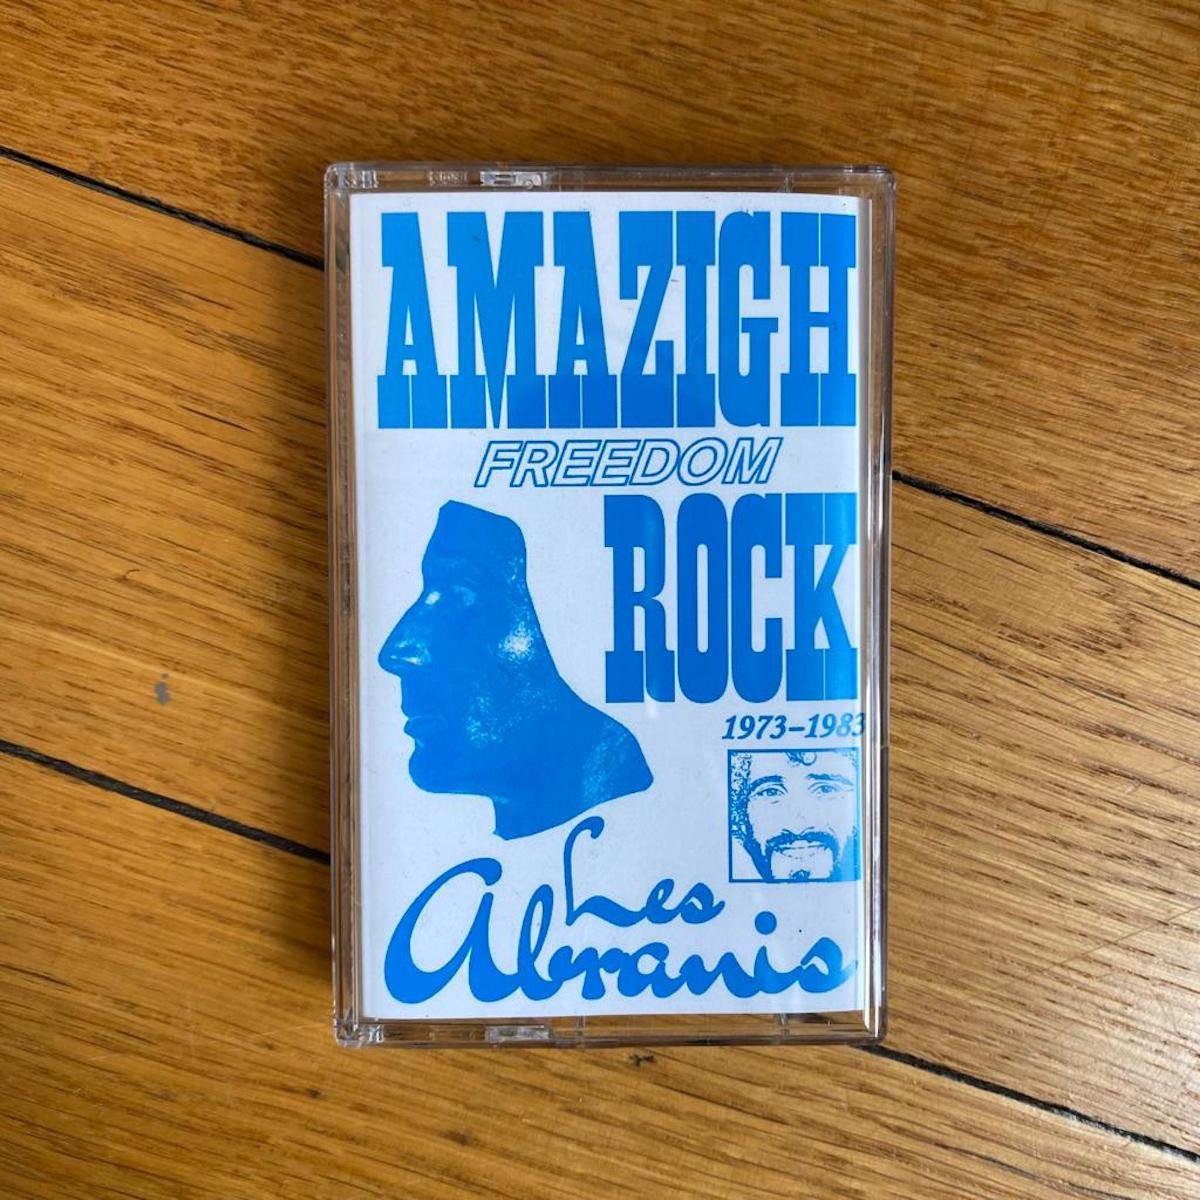 AMAZIGH
FREEDOM
ROCK
1973-1983
Les
Abranis